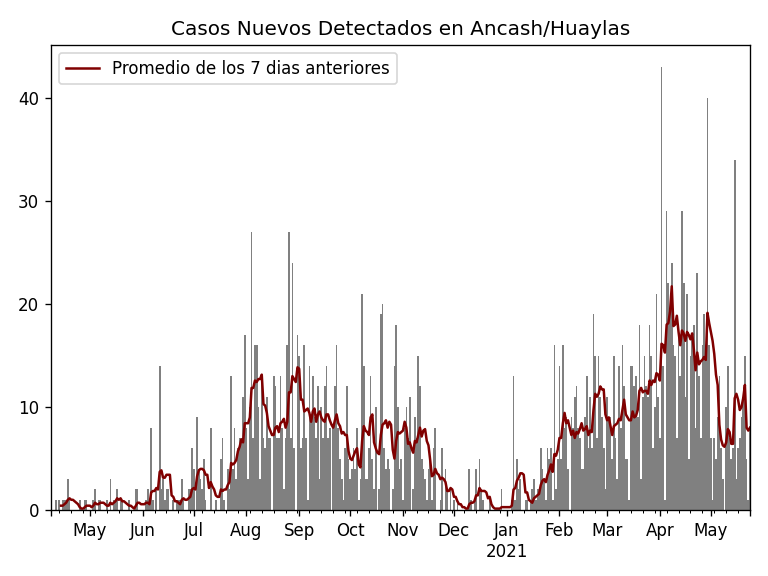 Casos Nuevos Detectados en Ancash/Huaylas
Promedio de los 7 dias anteriores
40
30
20
10
0
May Jun Jul Aug Sep Oct Nov Dec Jan Feb Mar Apr May
2021